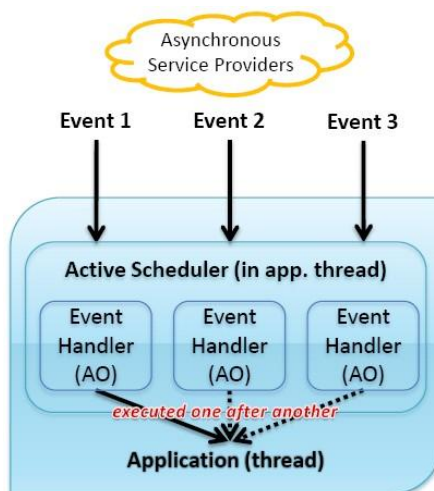 Asynchronous
Service Providers
Event 1 Event 2 Event 3
Active Scheduler (in app. thread)
Event Event Event
Handler Handler Handler
(AO) (AO) (AO)
executed one after another
Application (thread)